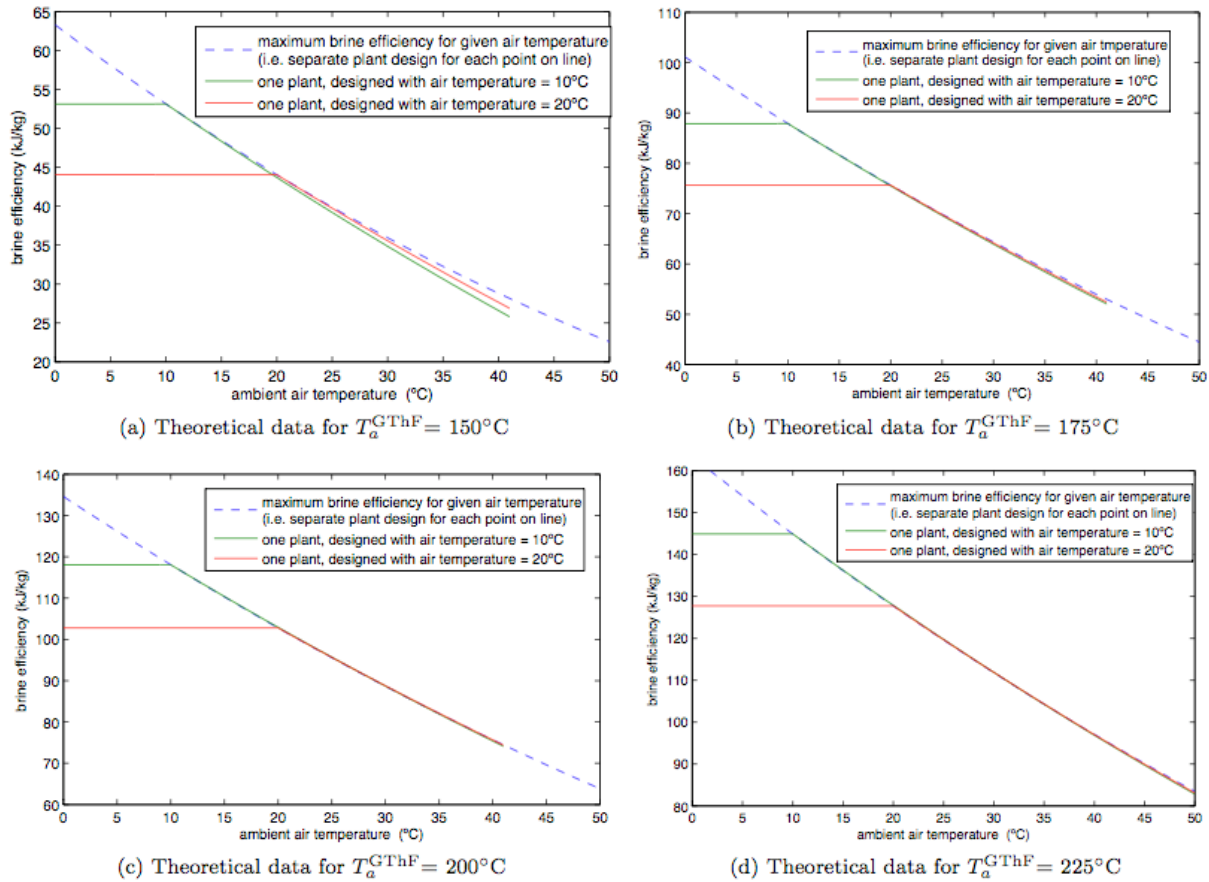 65
60
55
50
45
40
35
30
25
20
brine efficiency (kJ/kg)
maximum brine efficiency for given air temperature
(i.e. separate plant design for each point on line)
one plant, designed with air temperature = 10ºC
one plant, designed with air temperature = 20ºC
0 5 10 15 20 25 30 35 40 45 50
ambient air temperature (ºC)
(a) Theoretical data for T_a^GThF = 150°C
110
100
90
80
70
60
50
40
brine efficiency (kJ/kg)
maximum brine efficiency for given air tmperature
(i.e. separate plant design for each point on line)
one plant, designed with air temperature = 10ºC
one plant, designed with air temperature = 20ºC
0 5 10 15 20 25 30 35 40 45 50
ambient air temperature (ºC)
(b) Theoretical data for T_a^GThF = 175°C
140
130
120
110
100
90
80
70
60
brine efficiency (kJ/kg)
maximum brine efficiency for given air temperature
(i.e. separate plant design for each point on line)
one plant, designed with air temperature = 10ºC
one plant, designed with air temperature = 20ºC
0 5 10 15 20 25 30 35 40 45 50
ambient air temperature (ºC)
(c) Theoretical data for T_a^GThF = 200°C
160
150
140
130
120
110
100
90
80
brine efficiency (kJ/kg)
maximum brine efficiency for given air temperature
(i.e. separate plant design for each point on line)
one plant, designed with air temperature = 10ºC
one plant, designed with air temperature = 20ºC
0 5 10 15 20 25 30 35 40 45 50
ambient air temperature (ºC)
(d) Theoretical data for T_a^GThF = 225°C